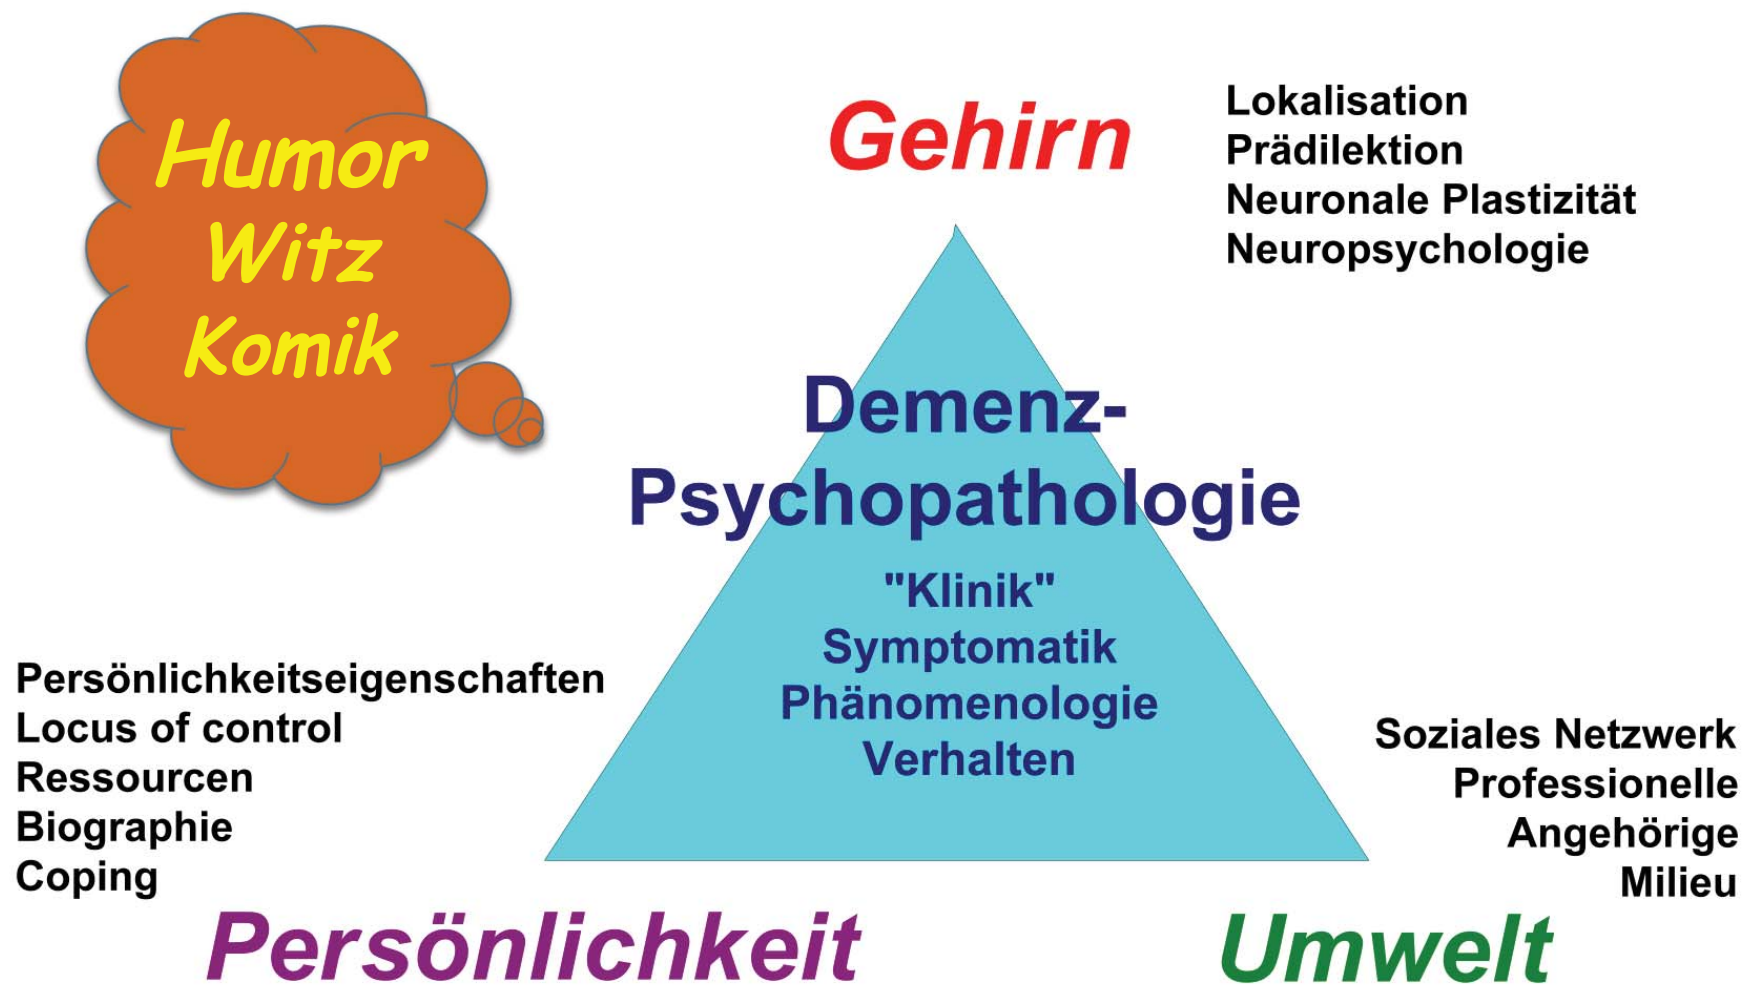 Humor
Witz
Komik
Gehirn
Lokalisation
Prädilektion
Neuronale Plastizität
Neuropsychologie
Demenz-
Psychopathologie
"Klinik"
Symptomatik
Phänomenologie
Verhalten
Persönlichkeitseigenschaften
Locus of control
Ressourcen
Biographie
Coping
Persönlichkeit
Soziales Netzwerk
Professionelle
Angehörige
Milieu
Umwelt